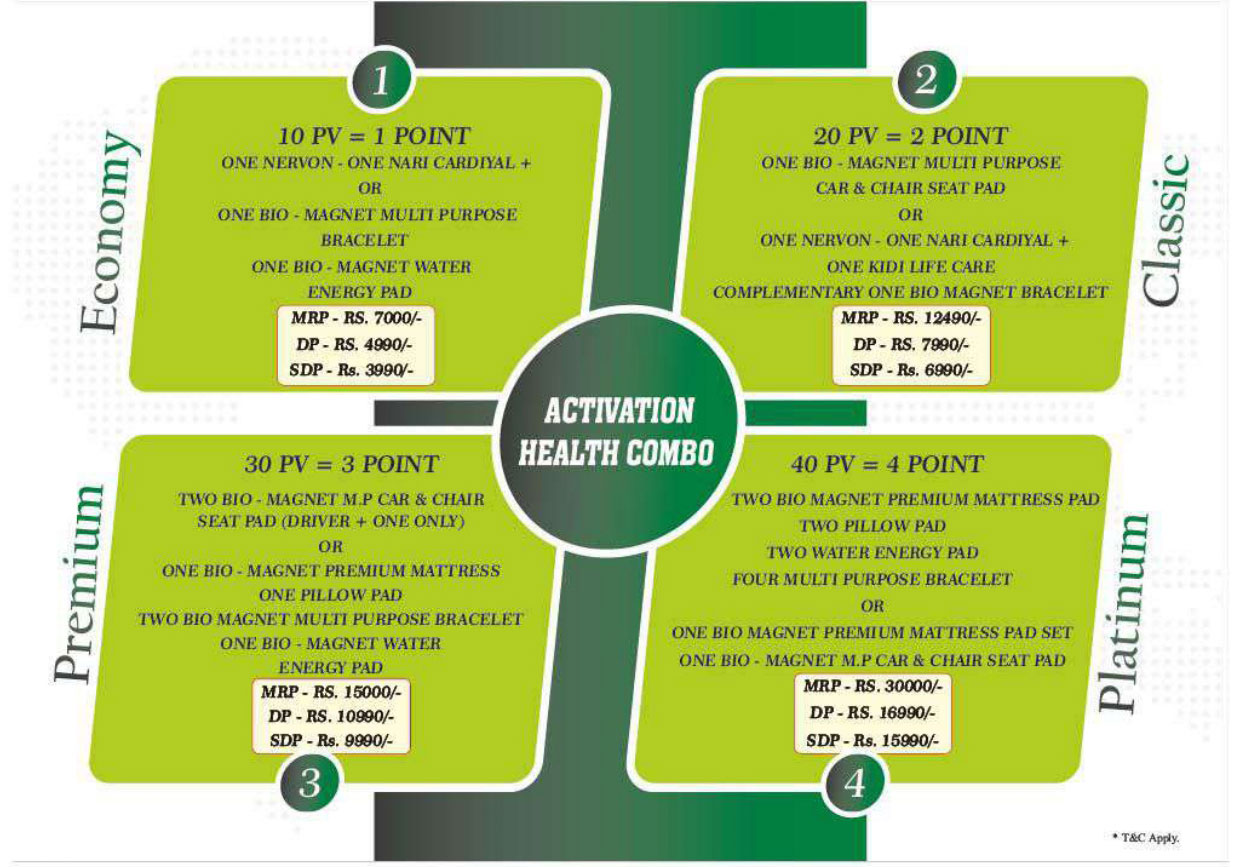 1
Economy
10 PV = 1 POINT
ONE NERVON - ONE NARI CARDIYAL +
OR
ONE BIO - MAGNET MULTI PURPOSE
BRACELET
ONE BIO - MAGNET WATER
ENERGY PAD
MRP - RS. 7000/-
DP - RS. 4990/-
SDP - Rs. 3990/-
2
Classic
20 PV = 2 POINT
ONE BIO - MAGNET MULTI PURPOSE
CAR & CHAIR SEAT PAD
OR
ONE NERVON - ONE NARI CARDIYAL +
ONE KIDI LIFE CARE
COMPLEMENTARY ONE BIO MAGNET BRACELET
MRP - RS. 12490/-
DP - RS. 7990/-
SDP - Rs. 6990/-
ACTIVATION
HEALTH COMBO
Premium
30 PV = 3 POINT
TWO BIO - MAGNET M.P CAR & CHAIR
SEAT PAD (DRIVER + ONE ONLY)
OR
ONE BIO - MAGNET PREMIUM MATTRESS
ONE PILLOW PAD
TWO BIO MAGNET MULTI PURPOSE BRACELET
ONE BIO - MAGNET WATER
ENERGY PAD
MRP - RS. 15000/-
DP - RS. 10990/-
SDP - Rs. 9990/-
3
40 PV = 4 POINT
TWO BIO MAGNET PREMIUM MATTRESS PAD
TWO PILLOW PAD
TWO WATER ENERGY PAD
FOUR MULTI PURPOSE BRACELET
OR
ONE BIO MAGNET PREMIUM MATTRESS PAD SET
ONE BIO - MAGNET M.P CAR & CHAIR SEAT PAD
MRP - RS. 30000/-
DP - RS. 16990/-
SDP - Rs. 15990/-
4
Platinum
* T&C Apply.